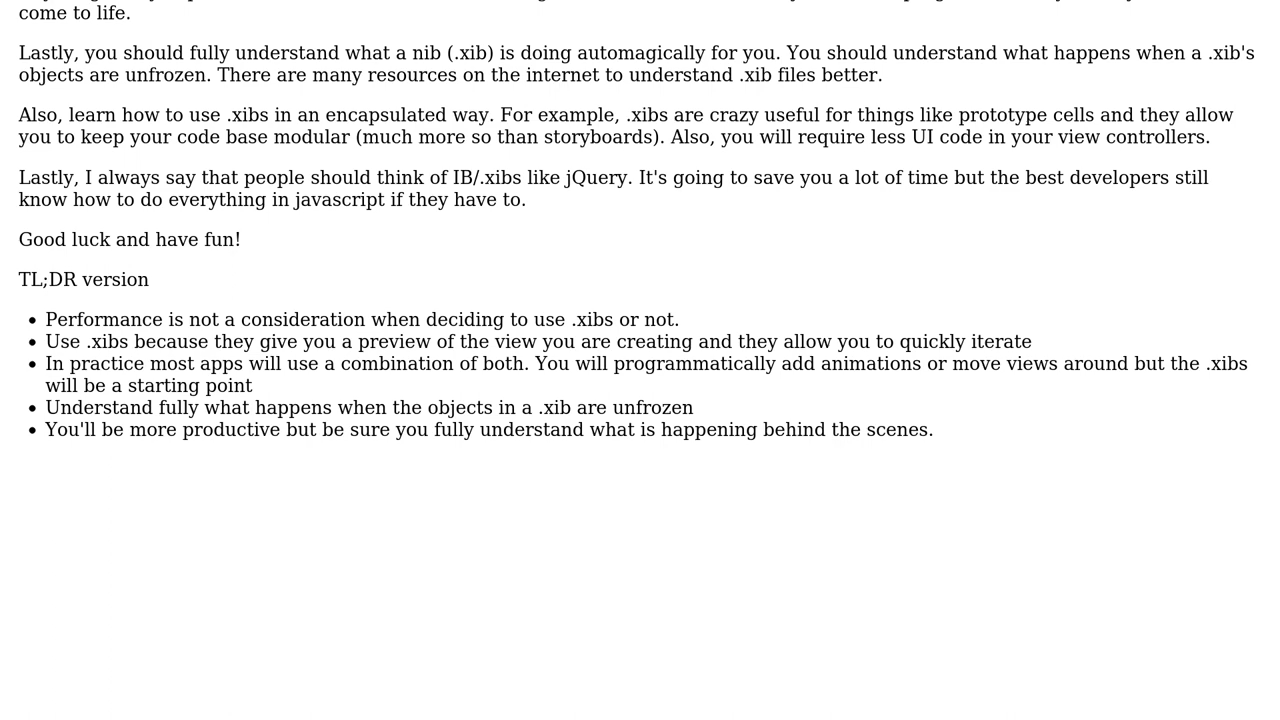 come to life.
Lastly, you should fully understand what a nib (.xib) is doing automagically for you. You should understand what happens when a .xib's
objects are unfrozen. There are many resources on the internet to understand .xib files better.
Also, learn how to use .xibs in an encapsulated way. For example, .xibs are crazy useful for things like prototype cells and they allow
you to keep your code base modular (much more so than storyboards). Also, you will require less UI code in your view controllers.
Lastly, I always say that people should think of IB/.xibs like jQuery. It's going to save you a lot of time but the best developers still
know how to do everything in javascript if they have to.
Good luck and have fun!
TL;DR version
• Performance is not a consideration when deciding to use .xibs or not.
• Use .xibs because they give you a preview of the view you are creating and they allow you to quickly iterate
• In practice most apps will use a combination of both. You will programmatically add animations or move views around but the .xibs
will be a starting point
• Understand fully what happens when the objects in a .xib are unfrozen
• You'll be more productive but be sure you fully understand what is happening behind the scenes.